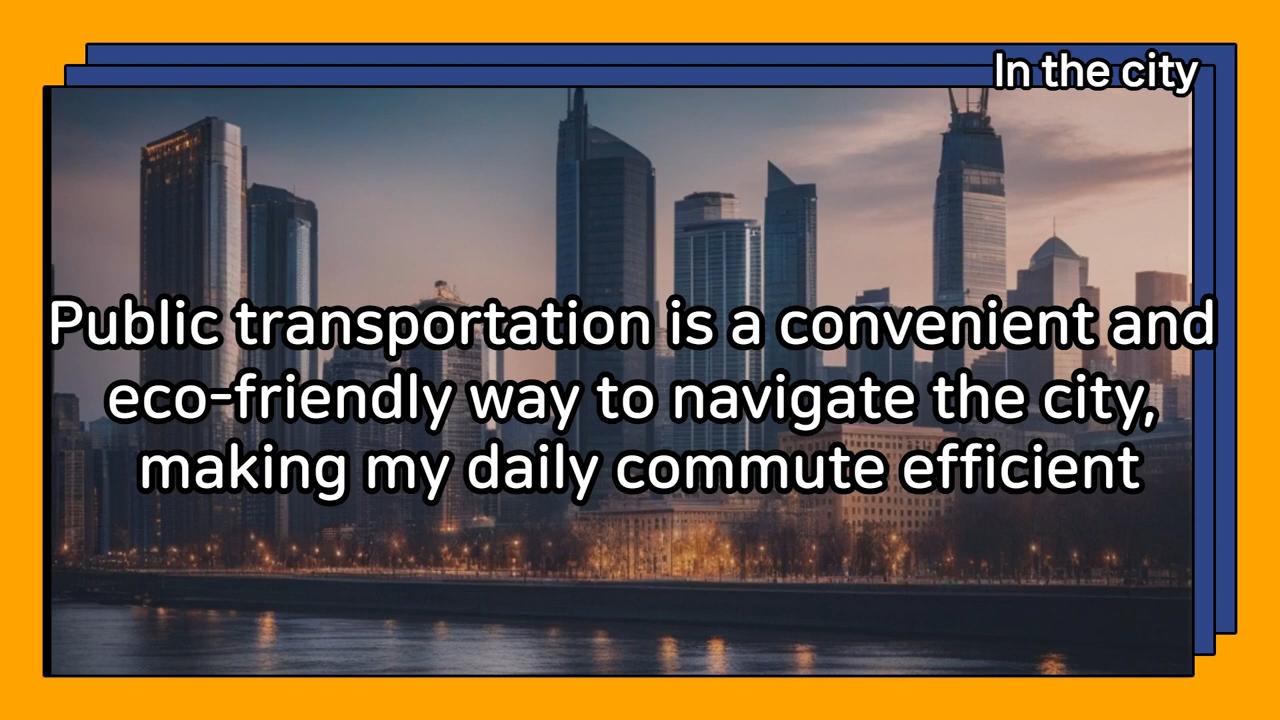 In the city
Public transportation is a convenient and
eco-friendly way to navigate the city,
making my daily commute efficient